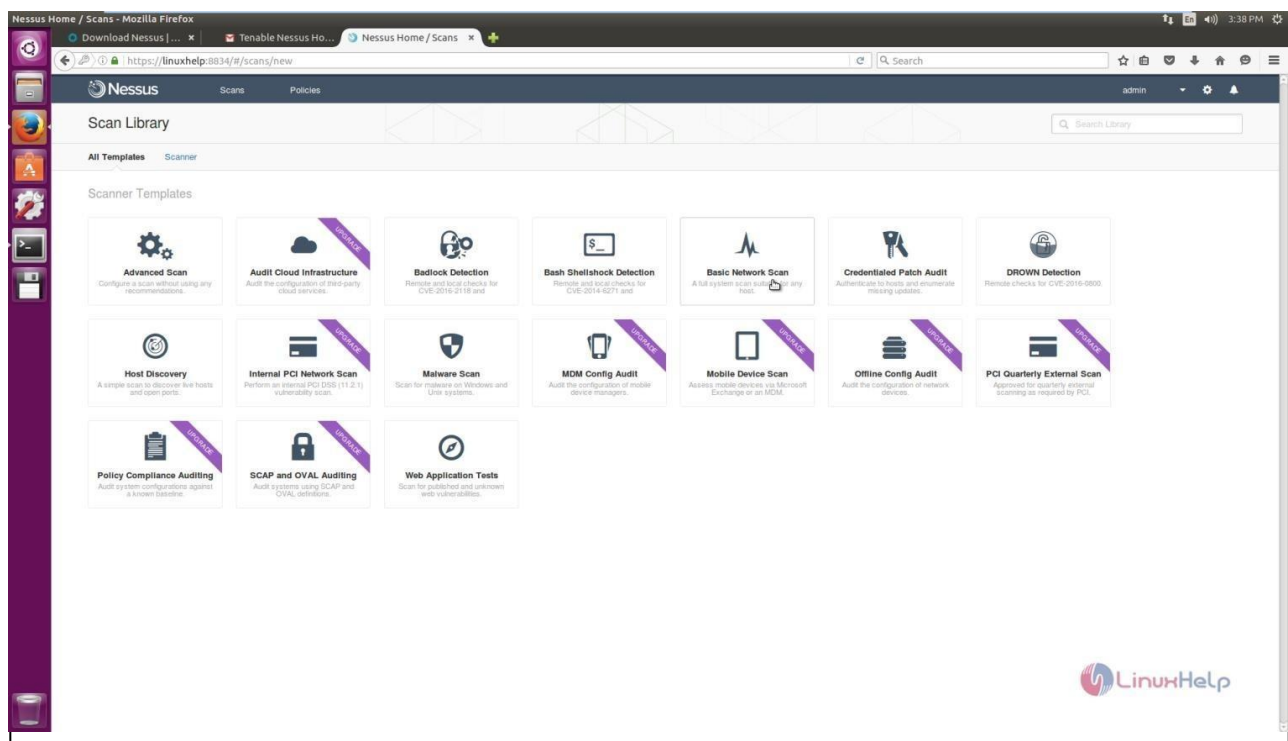 Nessus Home / Scans - Mozilla Firefox
En 3:38 PM
Download Nessus | ... × Tenable Nessus Ho... × Nessus Home / Scans ×
https://linuxhelp:8834/#/scans/new
Search
Nessus Scans Policies admin
Scan Library
Search Library
All Templates Scanner
Scanner Templates
UPGRADE
Advanced Scan
Configure a scan without using any
recommendations.
Audit Cloud Infrastructure
Audit the configuration of third-party
cloud services.
Badlock Detection
Remote and local checks for
CVE-2016-2118 and
Bash Shellshock Detection
Remote and local checks for
CVE-2014-6271 and
Basic Network Scan
A full system scan suitable for any
host.
Credentialed Patch Audit
Authenticate to hosts and enumerate
missing updates.
DROWN Detection
Remote checks for CVE-2016-0800.
UPGRADE
UPGRADE
UPGRADE
UPGRADE
UPGRADE
Host Discovery
A simple scan to discover live hosts
and open ports.
Internal PCI Network Scan
Perform an internal PCI DSS (11.2.1)
vulnerability scan.
Malware Scan
Scan for malware on Windows and
Unix systems.
MDM Config Audit
Audit the configuration of mobile
device managers.
Mobile Device Scan
Assess mobile devices via Microsoft
Exchange or an MDM.
Offline Config Audit
Audit the configuration of network
devices.
PCI Quarterly External Scan
Approved for quarterly external
scanning as required by PCI.
UPGRADE
UPGRADE
Policy Compliance Auditing
Audit system configurations against
a known baseline.
SCAP and OVAL Auditing
Audit systems using SCAP and
OVAL definitions.
Web Application Tests
Scan for published and unknown
web vulnerabilities.
LinuxHelp